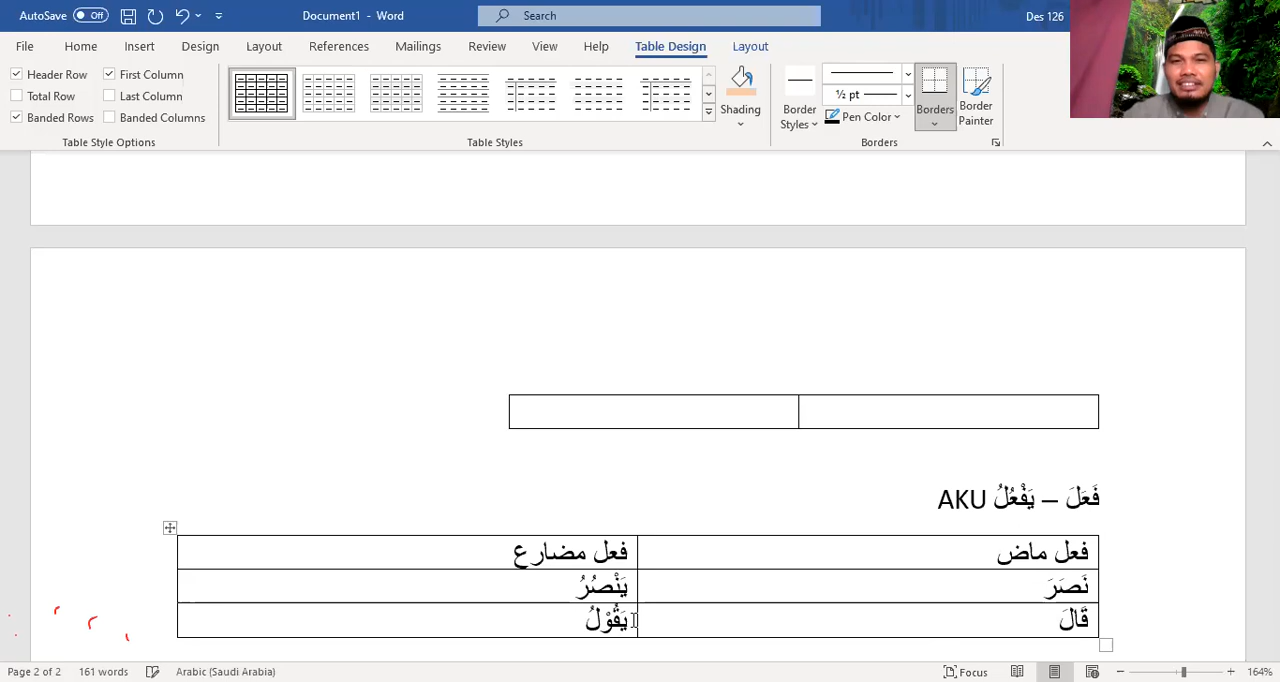 AutoSave Off Document1 - Word Search Des 126
File Home Insert Design Layout References Mailings Review View Help Table Design Layout
Header Row First Column
Total Row Last Column
Banded Rows Banded Columns
Table Style Options
Table Styles
Shading
Border Styles
½ pt
Pen Color
Borders
Border Painter
Borders
فَعَلَ – يَفْعُلُ AKU
فعل ماض فعل مضارع
نَصَرَ يَنْصُرُ
قَالَ يَقُوْلُ
Page 2 of 2 161 words Arabic (Saudi Arabia) Focus 164%